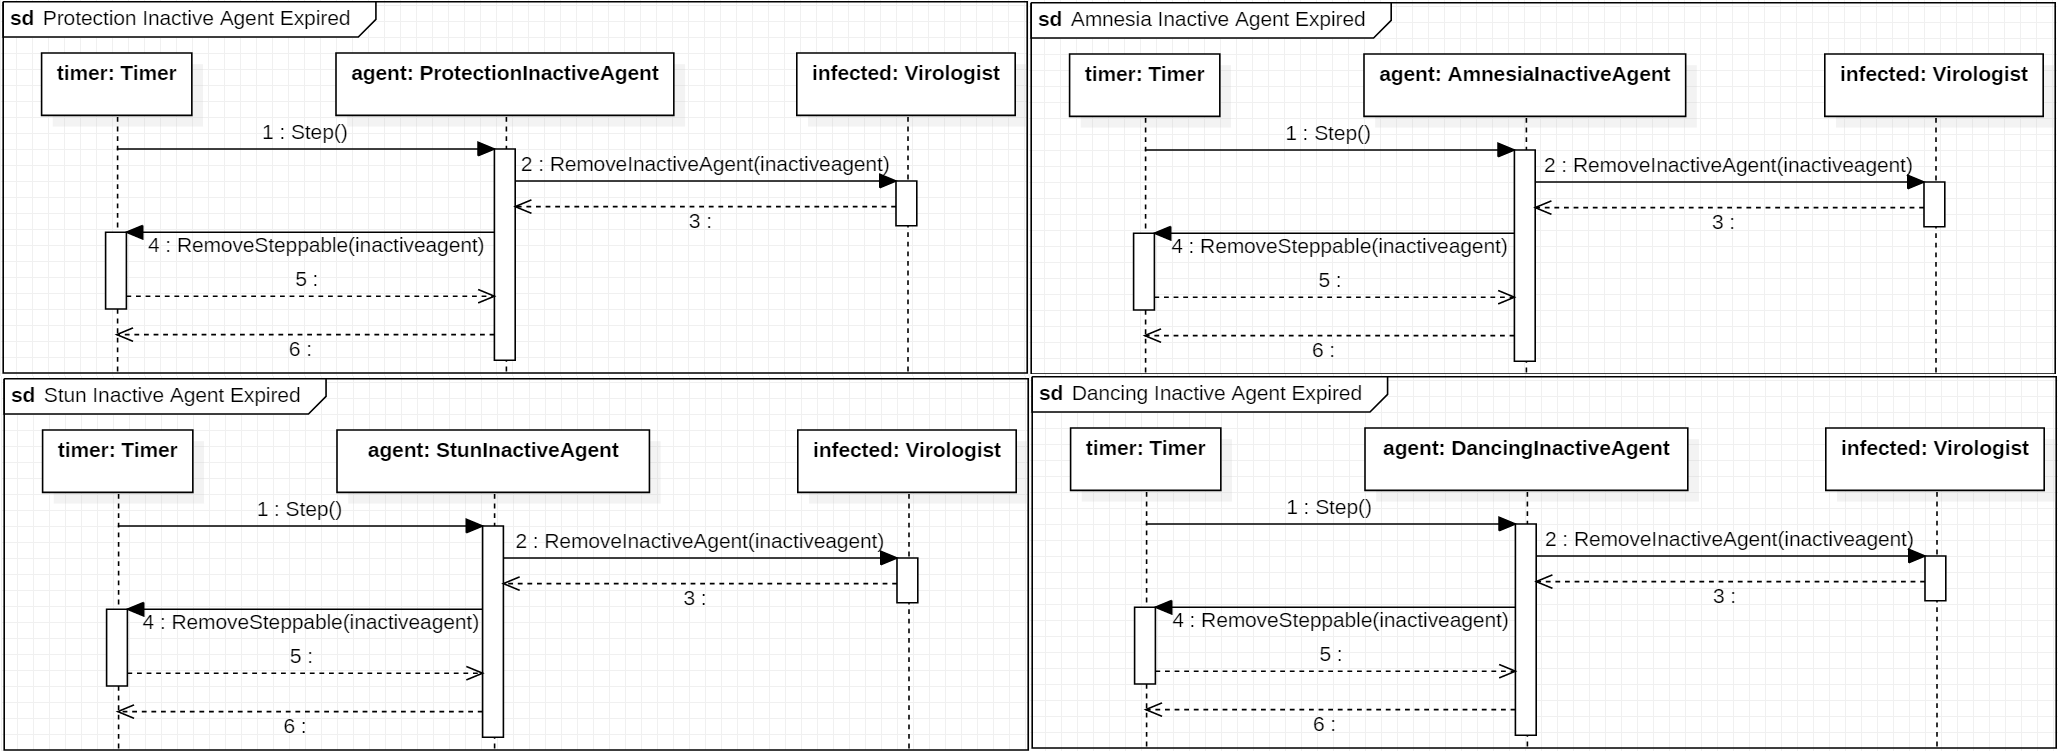 sd Protection Inactive Agent Expired
timer: Timer
agent: ProtectionInactiveAgent
infected: Virologist
1 : Step()
2 : RemoveInactiveAgent(inactiveagent)
3 :
4 : RemoveSteppable(inactiveagent)
5 :
6 :
sd Amnesia Inactive Agent Expired
timer: Timer
agent: AmnesiaInactiveAgent
infected: Virologist
1 : Step()
2 : RemoveInactiveAgent(inactiveagent)
3 :
4 : RemoveSteppable(inactiveagent)
5 :
6 :
sd Stun Inactive Agent Expired
timer: Timer
agent: StunInactiveAgent
infected: Virologist
1 : Step()
2 : RemoveInactiveAgent(inactiveagent)
3 :
4 : RemoveSteppable(inactiveagent)
5 :
6 :
sd Dancing Inactive Agent Expired
timer: Timer
agent: DancingInactiveAgent
infected: Virologist
1 : Step()
2 : RemoveInactiveAgent(inactiveagent)
3 :
4 : RemoveSteppable(inactiveagent)
5 :
6 :